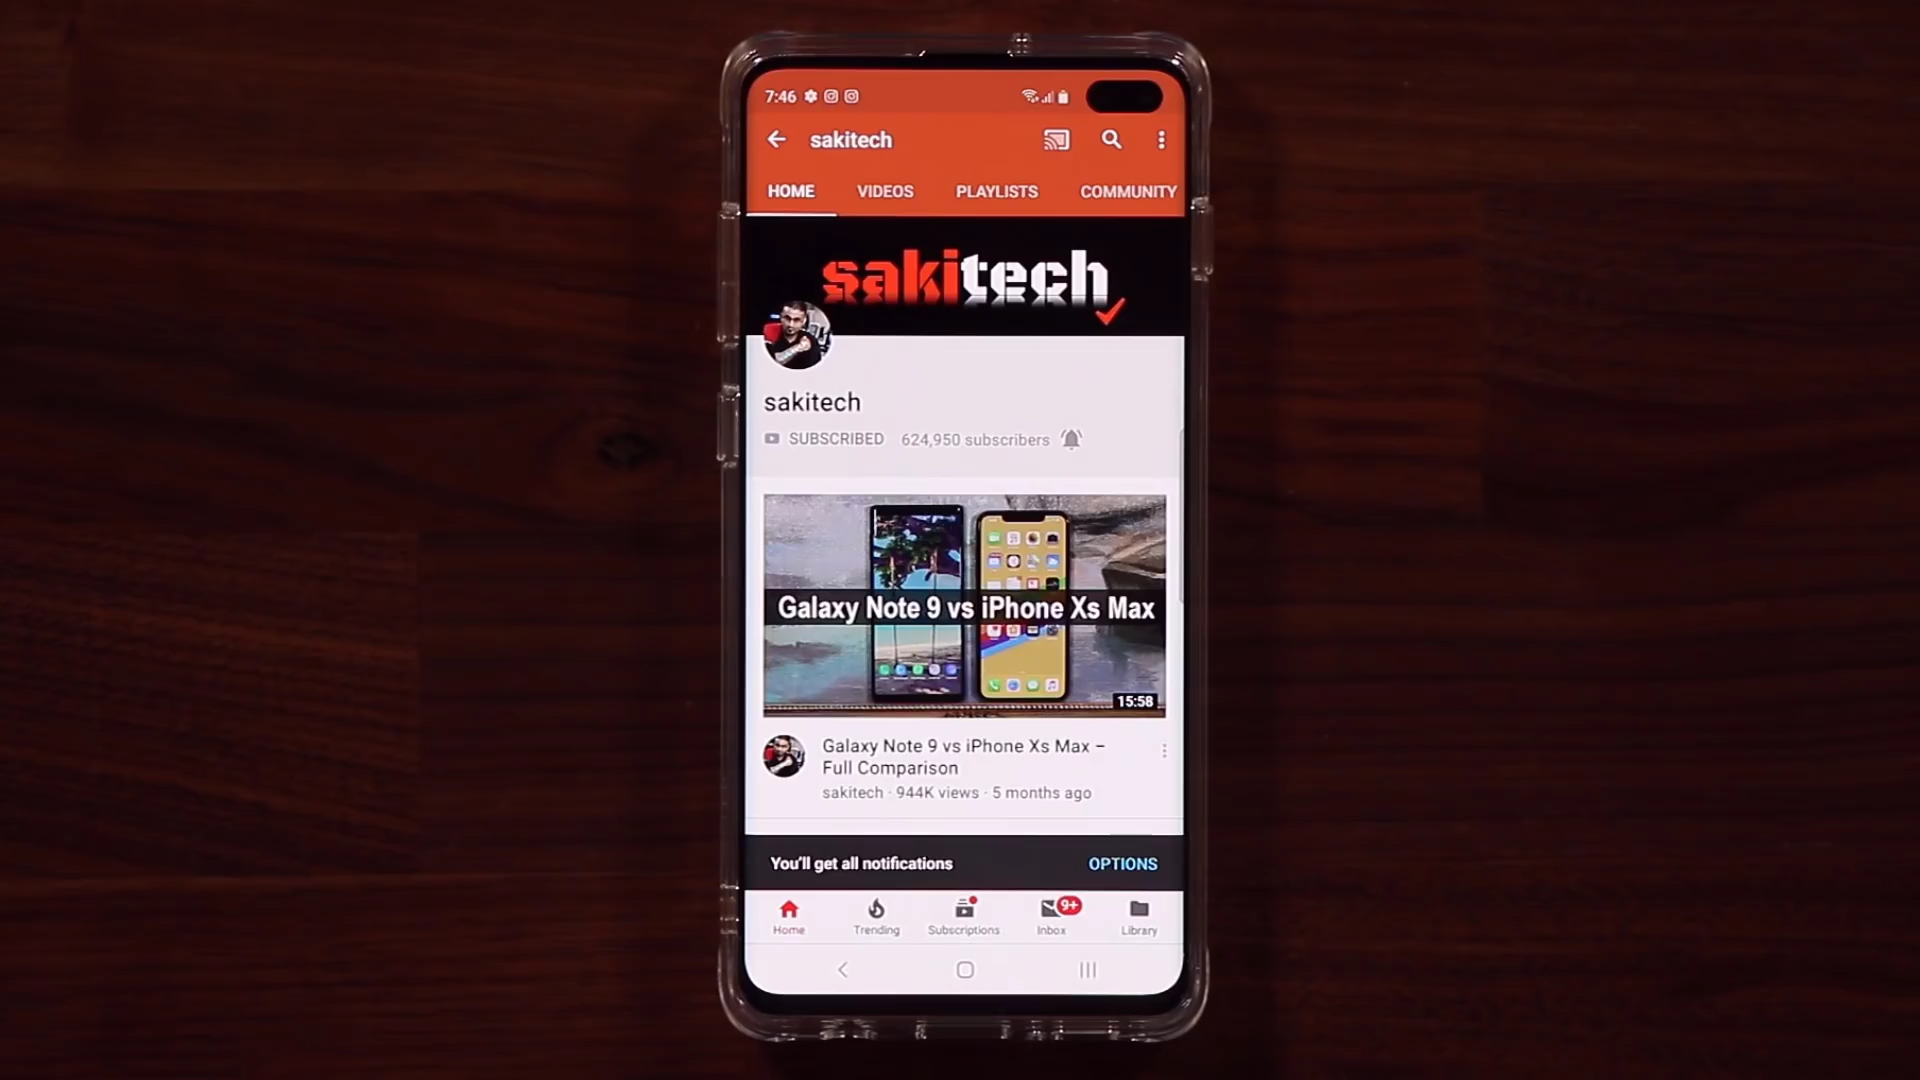 7:46
sakitech
HOME VIDEOS PLAYLISTS COMMUNITY
sakitech
sakitech
SUBSCRIBED 624,950 subscribers
Galaxy Note 9 vs iPhone Xs Max
15:58
Galaxy Note 9 vs iPhone Xs Max –
Full Comparison
sakitech · 944K views · 5 months ago
You'll get all notifications OPTIONS
9+
Home Trending Subscriptions Inbox Library